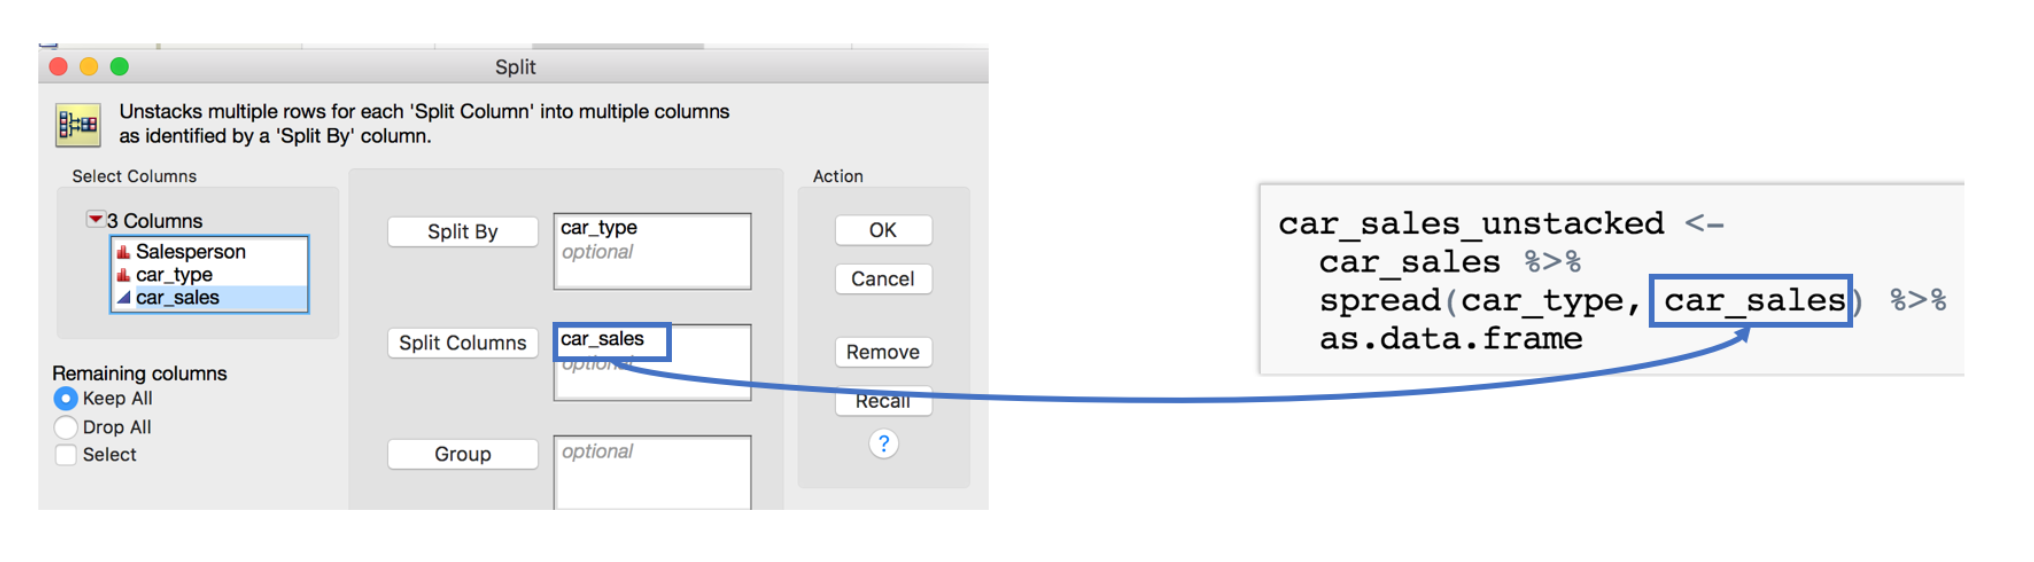 Split
Unstacks multiple rows for each 'Split Column' into multiple columns
as identified by a 'Split By' column.
Select Columns
3 Columns
Salesperson
car_type
car_sales
Remaining columns
Keep All
Drop All
Select
Split By
car_type
optional
Split Columns
car_sales
optional
Group
optional
Action
OK
Cancel
Remove
Recall
?
car_sales_unstacked <-
car_sales %>%
spread(car_type, car_sales) %>%
as.data.frame